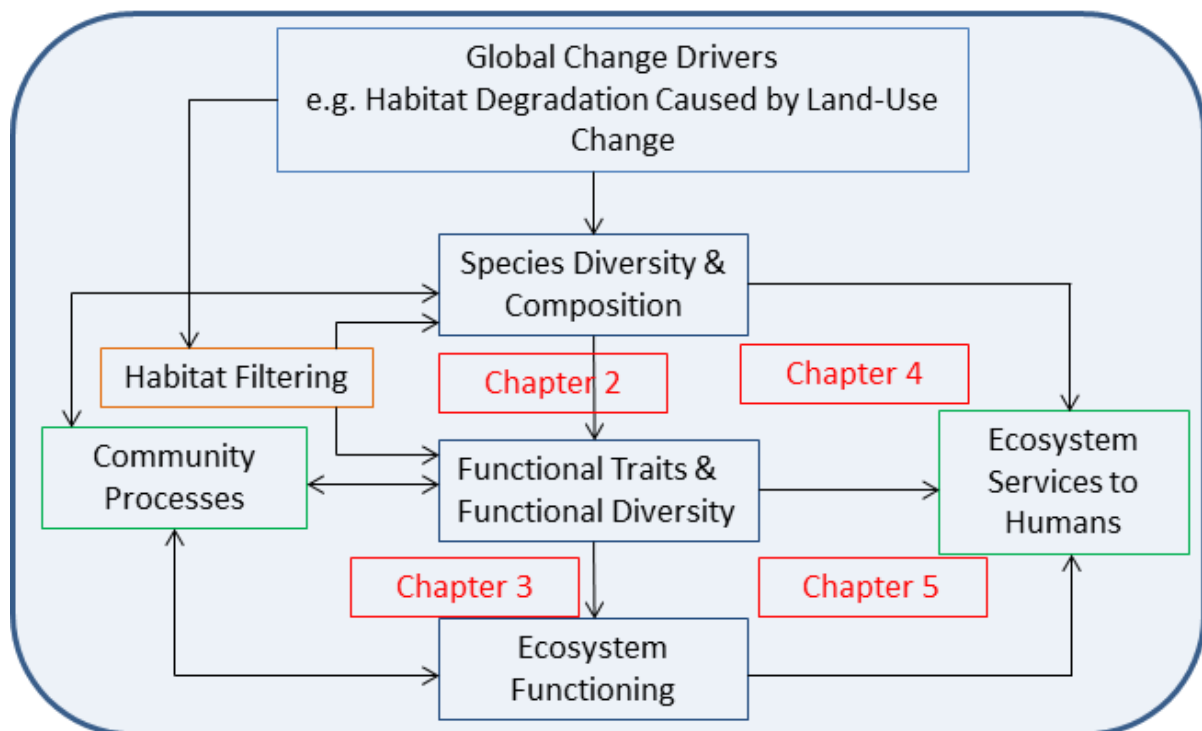 Global Change Drivers
e.g. Habitat Degradation Caused by Land-Use
Change
Species Diversity &
Composition
Habitat Filtering
Chapter 2
Chapter 4
Community
Processes
Functional Traits &
Functional Diversity
Ecosystem
Services to
Humans
Chapter 3
Chapter 5
Ecosystem
Functioning